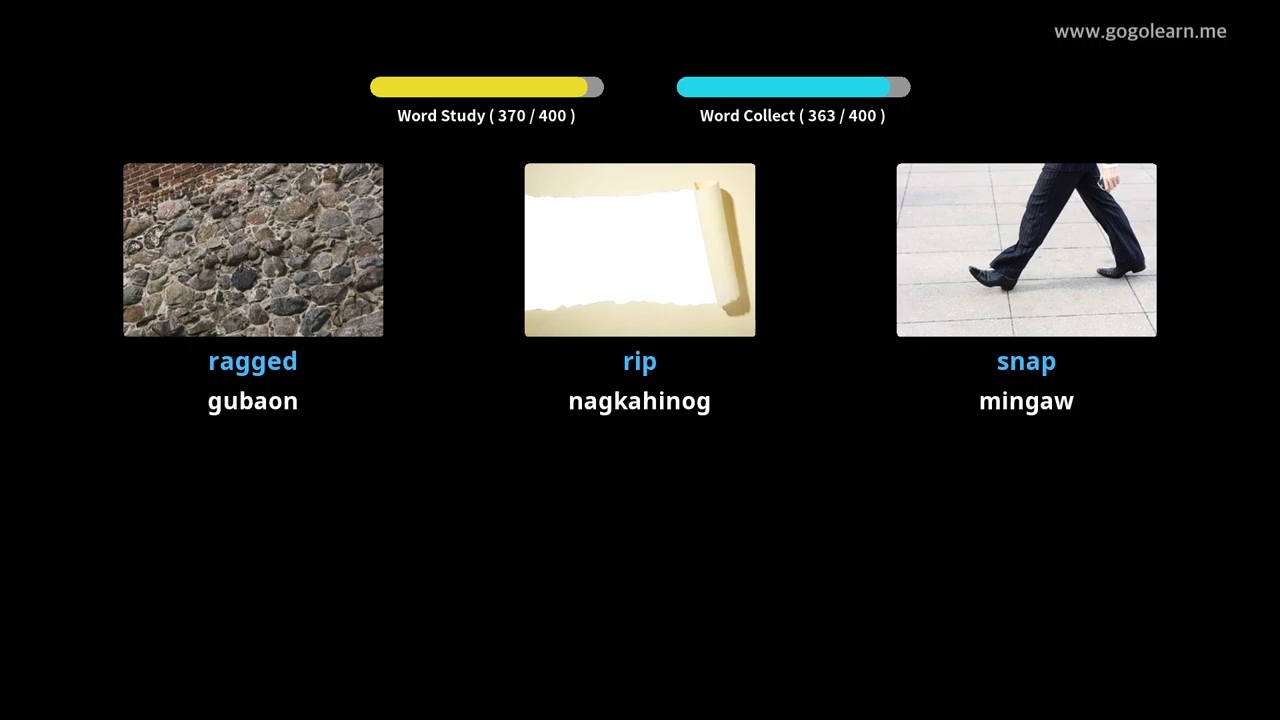 www.gogolearn.me
Word Study ( 370 / 400 )
Word Collect ( 363 / 400 )
ragged
gubaon
rip
nagkahinog
snap
mingaw